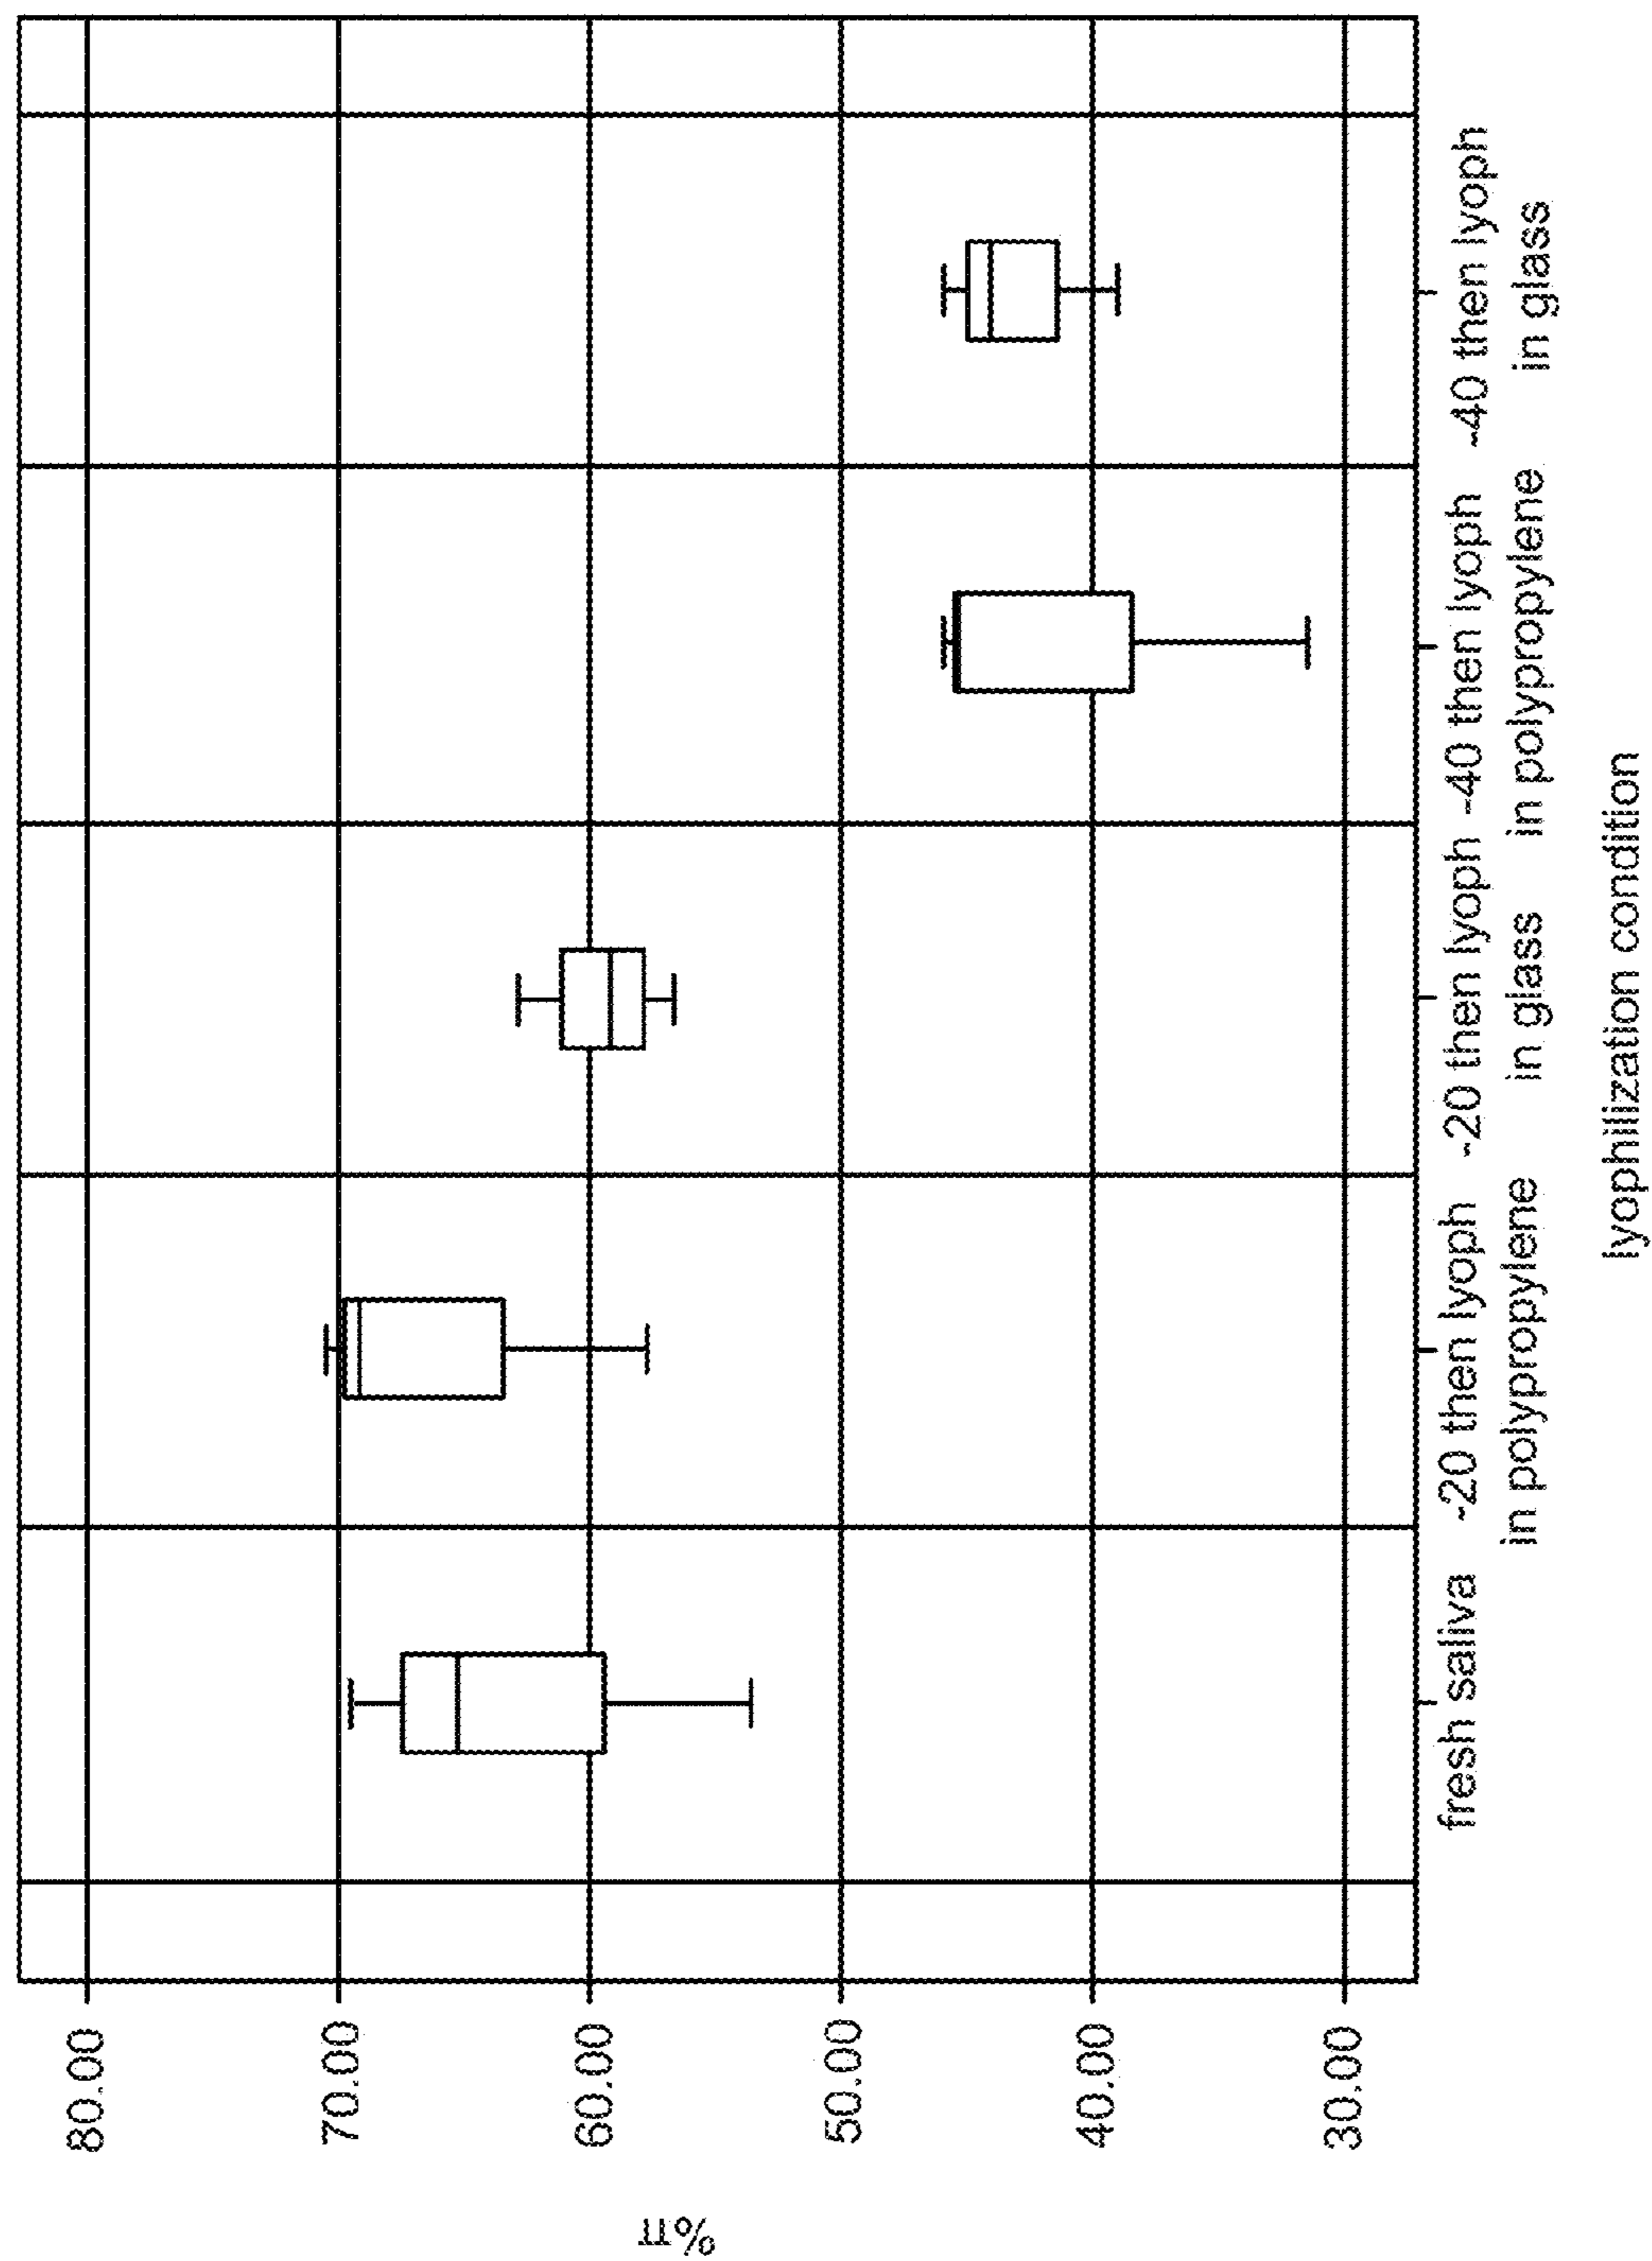 %π
80.00
70.00
60.00
50.00
40.00
30.00
fresh saliva
-20 then lyoph
in polypropylene
-20 then lyoph
in glass
-40 then lyoph
in polypropylene
-40 then lyoph
in glass
lyophilization condition